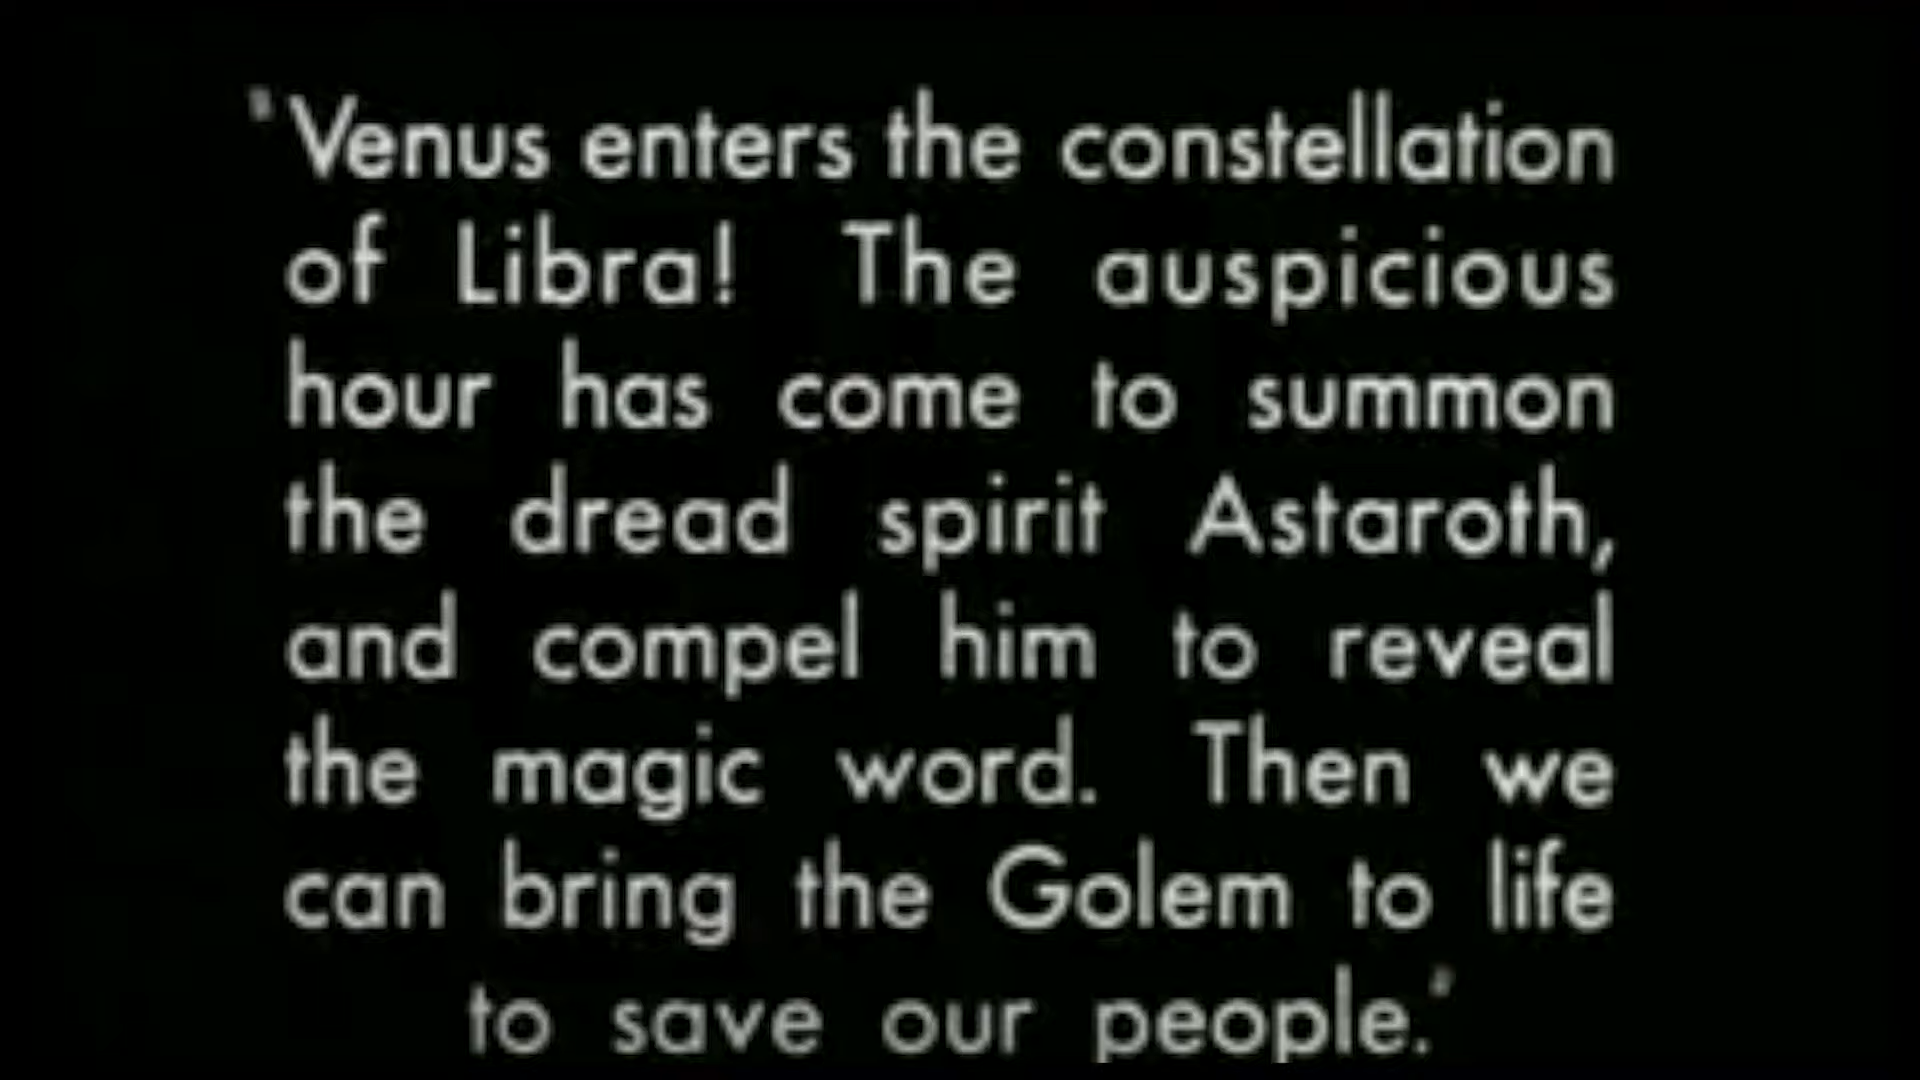 'Venus enters the constellation
of Libra! The auspicious
hour has come to summon
the dread spirit Astaroth,
and compel him to reveal
the magic word. Then we
can bring the Golem to life
to save our people.'